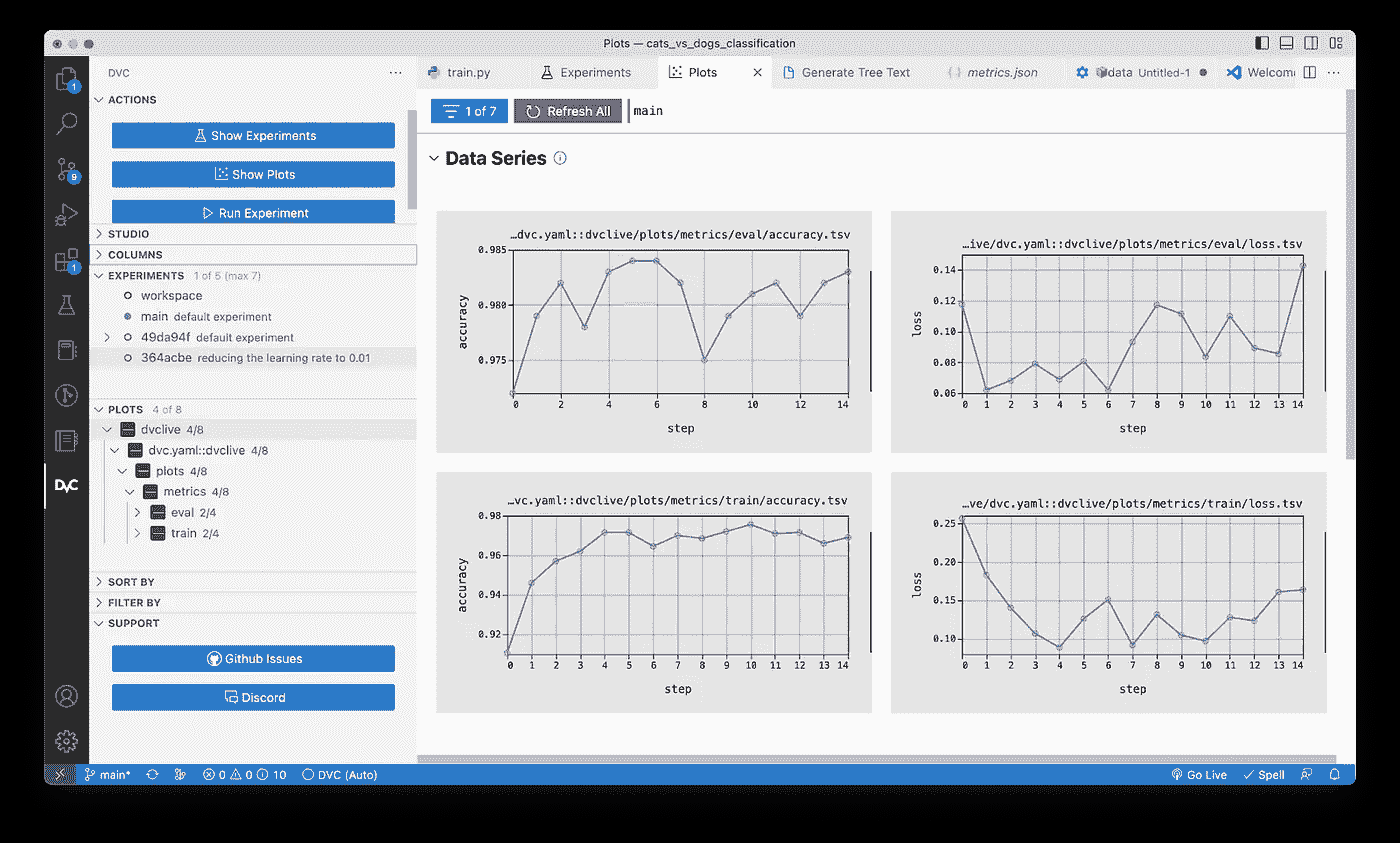 Plots — cats_vs_dogs_classification
DVC
train.py
Experiments
Plots
Generate Tree Text
metrics.json
data Untitled-1
Welcom
1
9
1
DVC
ACTIONS
Show Experiments
Show Plots
Run Experiment
STUDIO
COLUMNS
EXPERIMENTS 1 of 5 (max 7)
workspace
main default experiment
49da94f default experiment
364acbe reducing the learning rate to 0.01
PLOTS 4 of 8
dvclive 4/8
dvc.yaml::dvclive 4/8
plots 4/8
metrics 4/8
eval 2/4
train 2/4
SORT BY
FILTER BY
SUPPORT
Github Issues
Discord
1 of 7
Refresh All
main
Data Series
…dvc.yaml::dvclive/plots/metrics/eval/accuracy.tsv
0.985
0.980
0.975
accuracy
0 2 4 6 8 10 12 14
step
…ive/dvc.yaml::dvclive/plots/metrics/eval/loss.tsv
0.14
0.12
0.10
0.08
0.06
loss
0 1 2 3 4 5 6 7 8 9 10 11 12 13 14
step
…vc.yaml::dvclive/plots/metrics/train/accuracy.tsv
0.98
0.96
0.94
0.92
accuracy
0 1 2 3 4 5 6 7 8 9 10 11 12 13 14
step
…ve/dvc.yaml::dvclive/plots/metrics/train/loss.tsv
0.25
0.20
0.15
0.10
loss
0 1 2 3 4 5 6 7 8 9 10 11 12 13 14
step
main* 0 0 10 DVC (Auto)
Go Live Spell